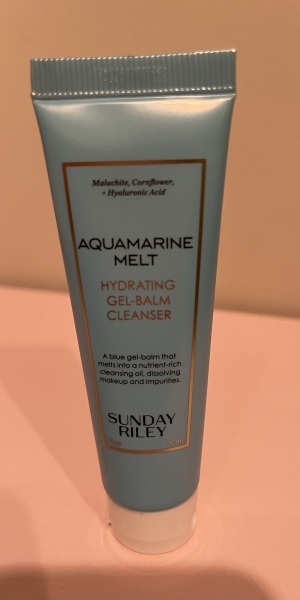 Malachite, Cornflower,
+ Hyaluronic Acid
AQUAMARINE
MELT
HYDRATING
GEL-BALM
CLEANSER
A blue gel-balm that
melts into a nutrient-rich
cleansing oil, dissolving
makeup and impurities.
SUNDAY
RILEY